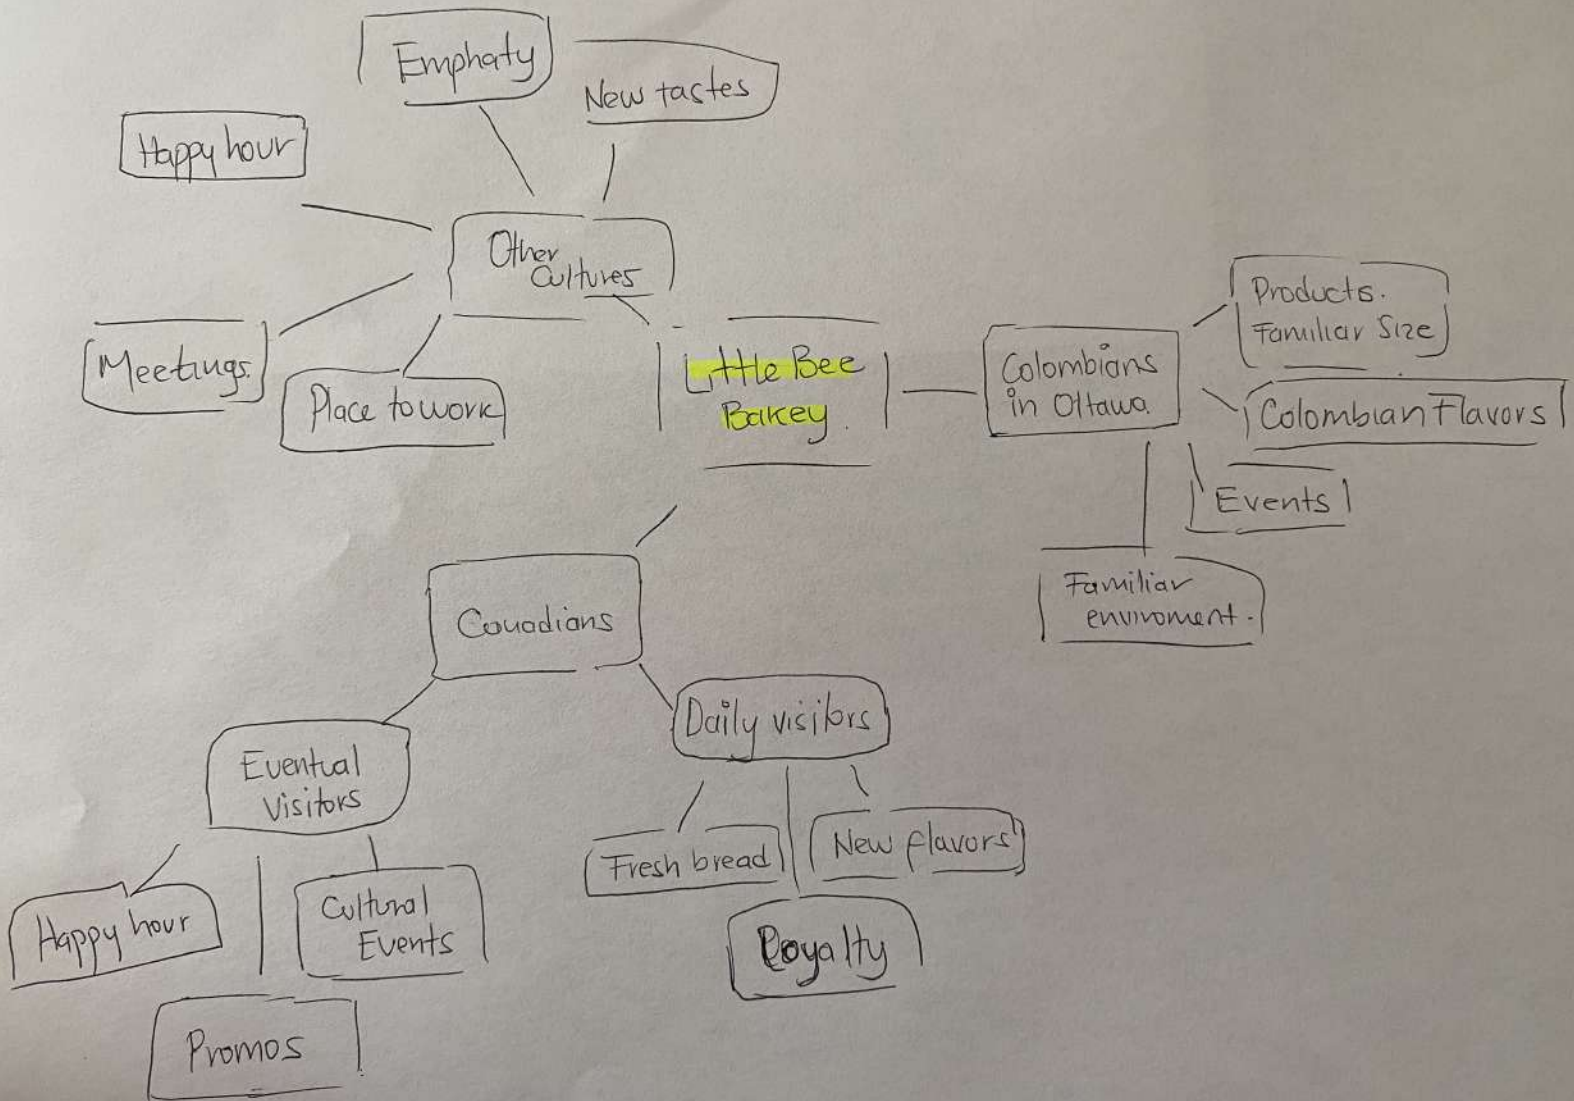 Emphaty
New tastes
Happy hour
Other
Cultures
Meetings.
Place to work
Little Bee
Bakey.
Colombians
in Ottawa.
Products.
Familiar Size
Colombian Flavors
Events
Familiar
enviroment.
Canadians
Eventual
Visitors
Daily visitors
Happy hour
Cultural
Events
Promos
Fresh bread
New flavors
Loyalty